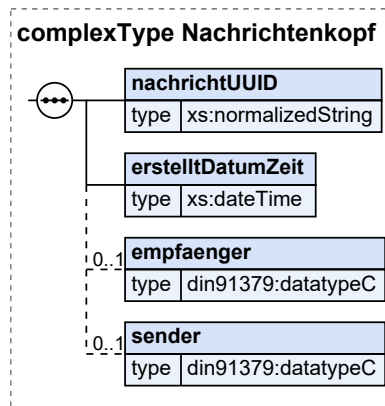 complexType Nachrichtenkopf
nachrichtUUID
type xs:normalizedString
erstelltDatumZeit
type xs:dateTime
0..1
empfaenger
type din91379:datatypeC
0..1
sender
type din91379:datatypeC